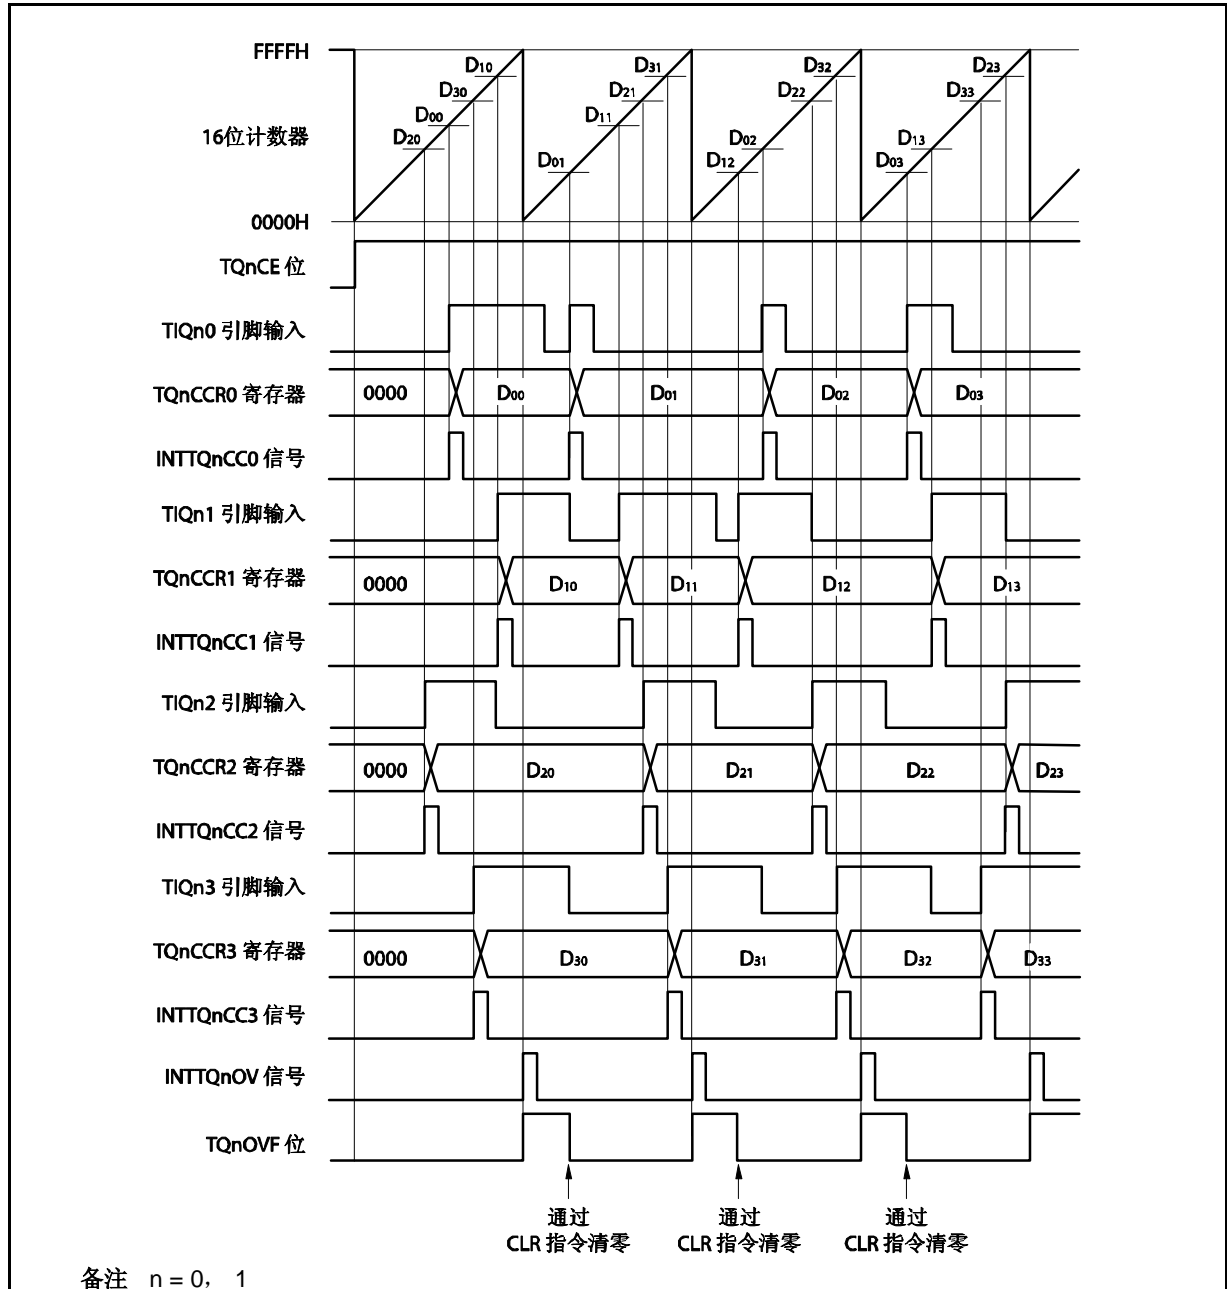 FFFFH
D10
D31
D32
D23
D30
D21
D22
D33
D00
D11
D02
D13
16位计数器
D20
D01
D12
D03
0000H
TQnCE 位
TIQn0 引脚输入
TQnCCR0 寄存器
0000
D00
D01
D02
D03
INTTQnCC0 信号
TIQn1 引脚输入
TQnCCR1 寄存器
0000
D10
D11
D12
D13
INTTQnCC1 信号
TIQn2 引脚输入
TQnCCR2 寄存器
0000
D20
D21
D22
D23
INTTQnCC2 信号
TIQn3 引脚输入
TQnCCR3 寄存器
0000
D30
D31
D32
D33
INTTQnCC3 信号
INTTQnOV 信号
TQnOVF 位
通过
CLR 指令清零
通过
CLR 指令清零
通过
CLR 指令清零
备注 n = 0， 1